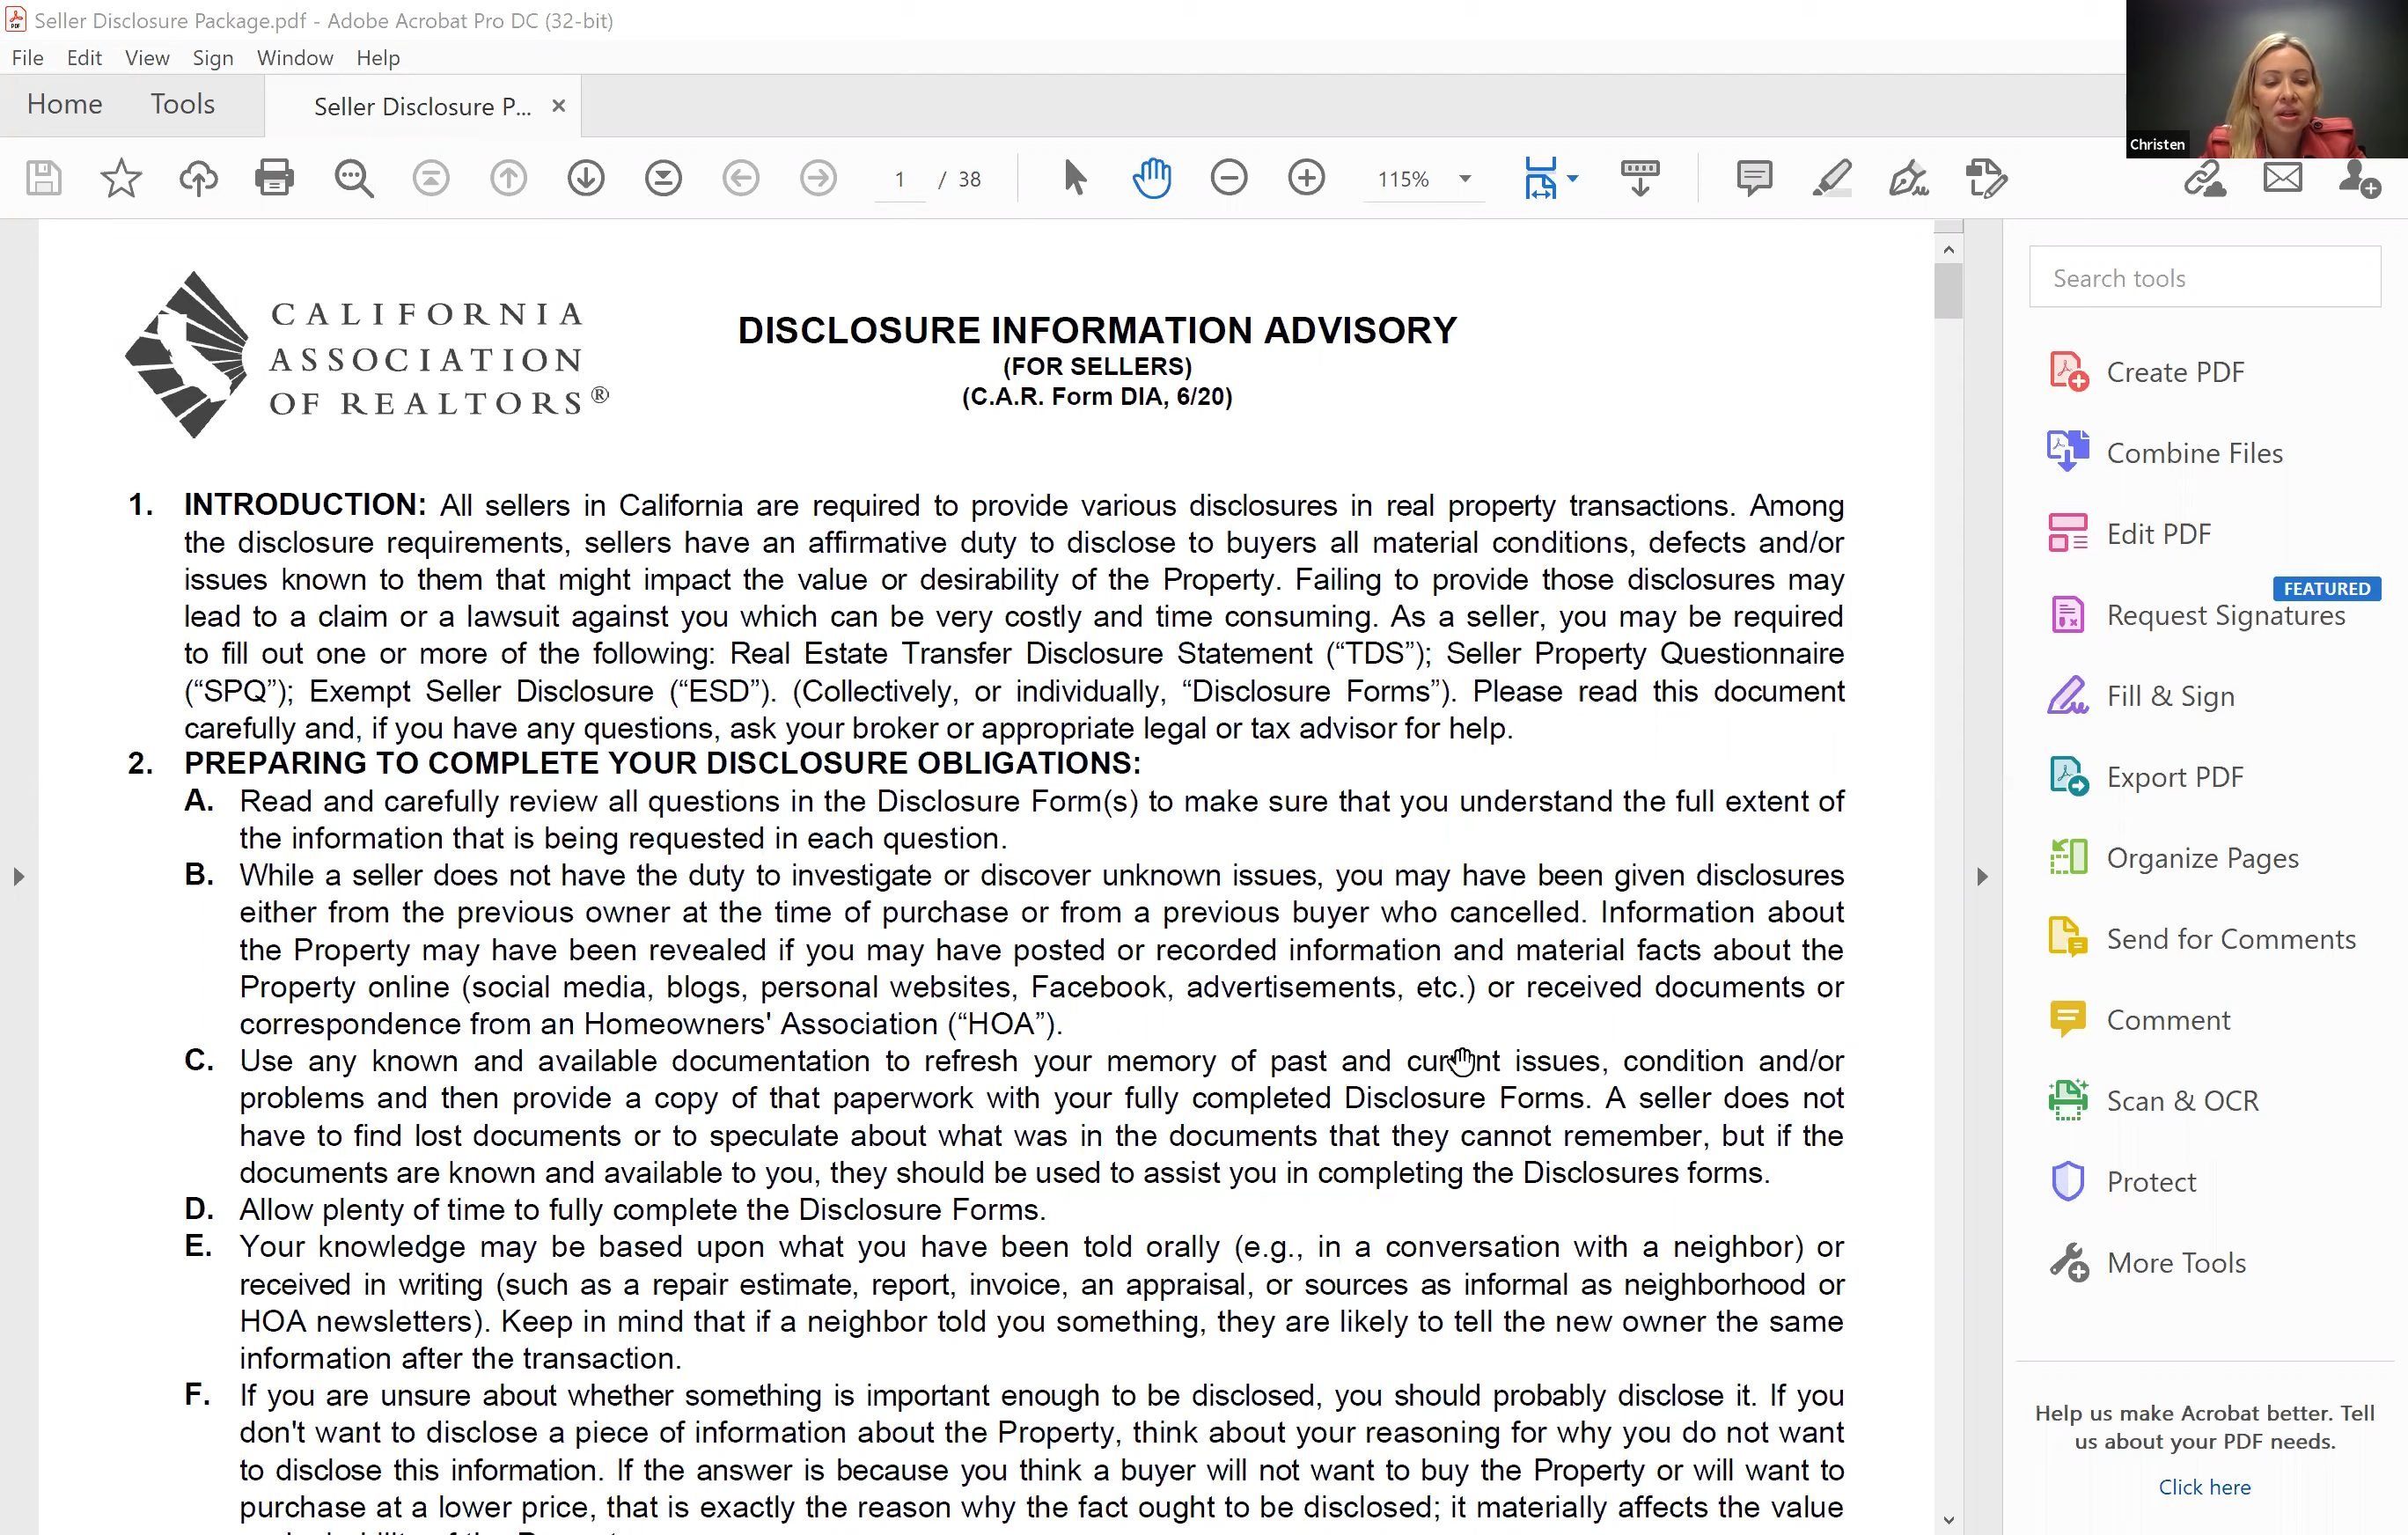 Seller Disclosure Package.pdf - Adobe Acrobat Pro DC (32-bit)
File Edit View Sign Window Help
Home Tools Seller Disclosure P... ×
1 / 38 115%
Christen
CALIFORNIA
ASSOCIATION
OF REALTORS®
DISCLOSURE INFORMATION ADVISORY
(FOR SELLERS)
(C.A.R. Form DIA, 6/20)
1. INTRODUCTION: All sellers in California are required to provide various disclosures in real property transactions. Among
the disclosure requirements, sellers have an affirmative duty to disclose to buyers all material conditions, defects and/or
issues known to them that might impact the value or desirability of the Property. Failing to provide those disclosures may
lead to a claim or a lawsuit against you which can be very costly and time consuming. As a seller, you may be required
to fill out one or more of the following: Real Estate Transfer Disclosure Statement (“TDS”); Seller Property Questionnaire
(“SPQ”); Exempt Seller Disclosure (“ESD”). (Collectively, or individually, “Disclosure Forms”). Please read this document
carefully and, if you have any questions, ask your broker or appropriate legal or tax advisor for help.
2. PREPARING TO COMPLETE YOUR DISCLOSURE OBLIGATIONS:
A. Read and carefully review all questions in the Disclosure Form(s) to make sure that you understand the full extent of
the information that is being requested in each question.
B. While a seller does not have the duty to investigate or discover unknown issues, you may have been given disclosures
either from the previous owner at the time of purchase or from a previous buyer who cancelled. Information about
the Property may have been revealed if you may have posted or recorded information and material facts about the
Property online (social media, blogs, personal websites, Facebook, advertisements, etc.) or received documents or
correspondence from an Homeowners' Association (“HOA”).
C. Use any known and available documentation to refresh your memory of past and current issues, condition and/or
problems and then provide a copy of that paperwork with your fully completed Disclosure Forms. A seller does not
have to find lost documents or to speculate about what was in the documents that they cannot remember, but if the
documents are known and available to you, they should be used to assist you in completing the Disclosures forms.
D. Allow plenty of time to fully complete the Disclosure Forms.
E. Your knowledge may be based upon what you have been told orally (e.g., in a conversation with a neighbor) or
received in writing (such as a repair estimate, report, invoice, an appraisal, or sources as informal as neighborhood or
HOA newsletters). Keep in mind that if a neighbor told you something, they are likely to tell the new owner the same
information after the transaction.
F. If you are unsure about whether something is important enough to be disclosed, you should probably disclose it. If you
don't want to disclose a piece of information about the Property, think about your reasoning for why you do not want
to disclose this information. If the answer is because you think a buyer will not want to buy the Property or will want to
purchase at a lower price, that is exactly the reason why the fact ought to be disclosed; it materially affects the value
Search tools
Create PDF
Combine Files
Edit PDF
FEATURED
Request Signatures
Fill & Sign
Export PDF
Organize Pages
Send for Comments
Comment
Scan & OCR
Protect
More Tools
Help us make Acrobat better. Tell
us about your PDF needs.
Click here